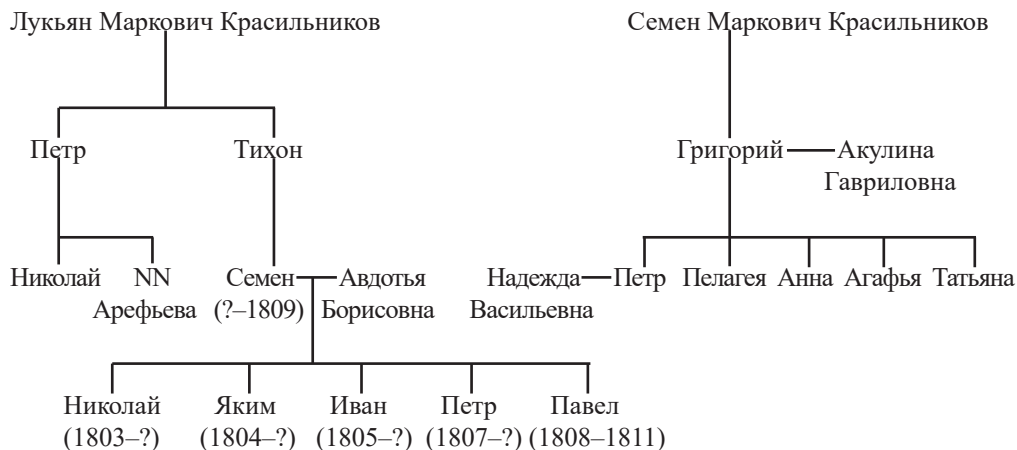 Лукьян Маркович Красильников Семен Маркович Красильников
Петр Тихон Григорий Акулина
Гавриловна
Николай NN Семен Авдотья Надежда Петр Пелагея Анна Агафья Татьяна
Арефьева (?–1809) Борисовна Васильевна
Николай Яким Иван Петр Павел
(1803–?) (1804–?) (1805–?) (1807–?) (1808–1811)